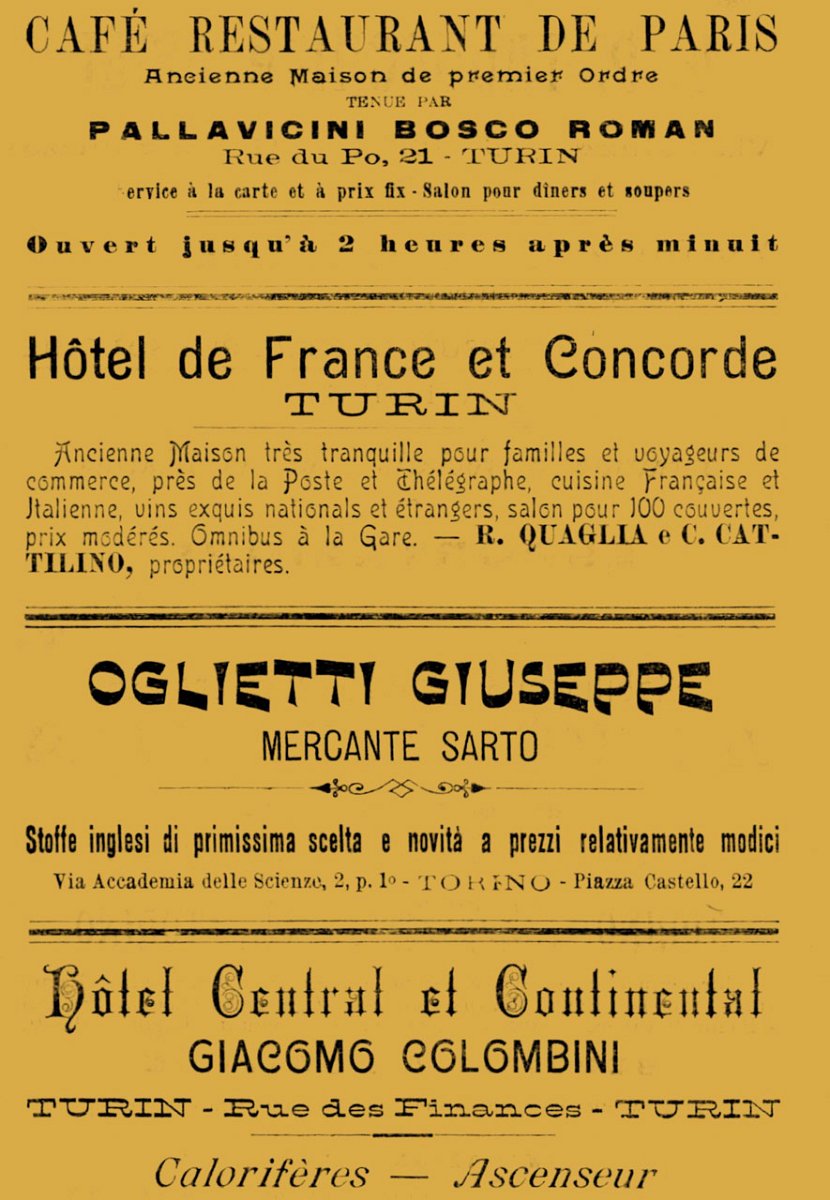 CAFÉ RESTAURANT DE PARIS
Ancienne Maison de premier Ordre
TENUE PAR
PALLAVICINI BOSCO ROMAN
Rue du Po, 21 - TURIN
ervice à la carte et à prix fix - Salon pour dîners et soupers
Ouvert jusqu'à 2 heures après minuit
Hôtel de France et Concorde
TURIN
Ancienne Maison très tranquille pour familles et voyageurs de
commerce, près de la Poste et Thélégraphe, cuisine Française et
Italienne, vins exquis nationals et étrangers, salon pour 100 couvertes,
prix modérés. Omnibus à la Gare. — R. QUAGLIA e C. CAT-
TILINO, propriétaires.
OGLIETTI GIUSEPPE
MERCANTE SARTO
Stoffe inglesi di primissima scelta e novità a prezzi relativamente modici
Via Accademia delle Scienze, 2, p. 1º - TORINO - Piazza Castello, 22
Hôtel Central et Continental
GIACOMO COLOMBINI
TURIN - Rue des Finances - TURIN
Calorifères — Ascenseur